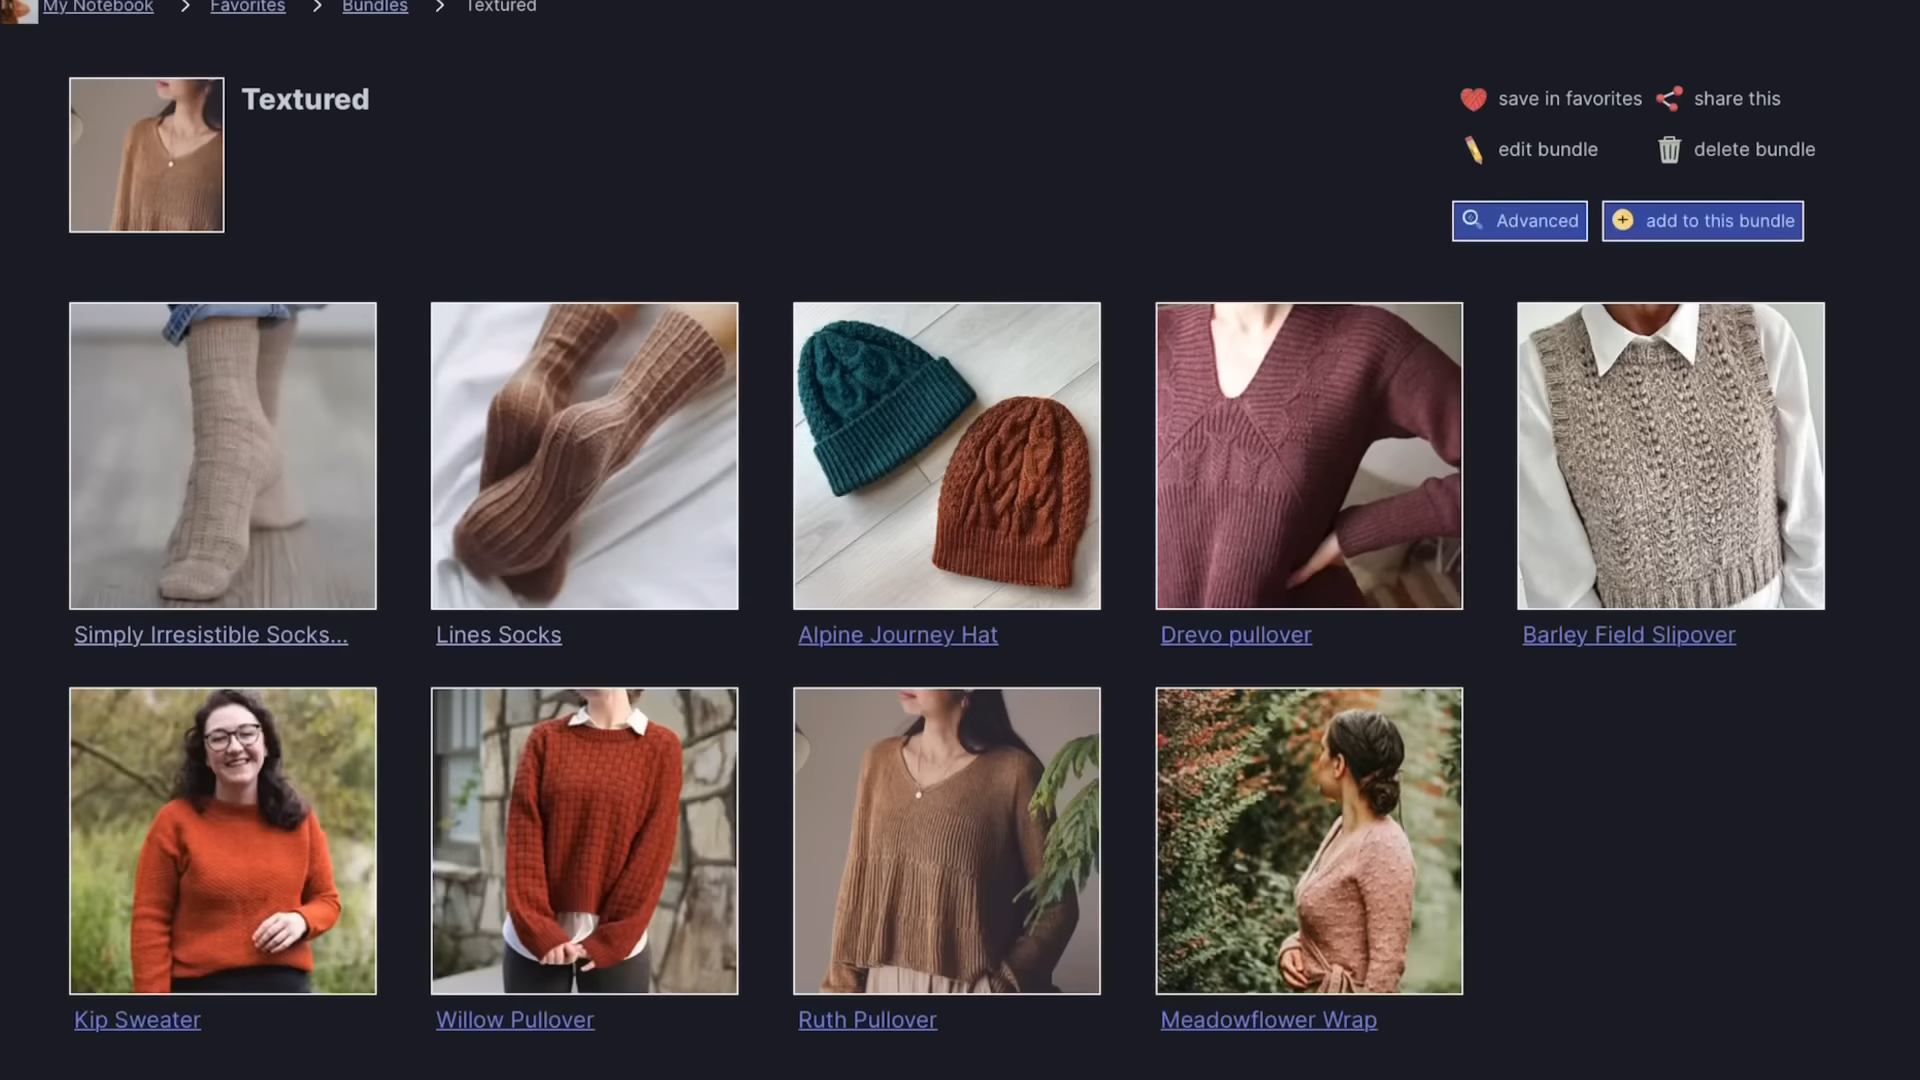 My Notebook > Favorites > Bundles > Textured
Textured
save in favorites
share this
edit bundle
delete bundle
Advanced
add to this bundle
Simply Irresistible Socks...
Lines Socks
Alpine Journey Hat
Drevo pullover
Barley Field Slipover
Kip Sweater
Willow Pullover
Ruth Pullover
Meadowflower Wrap